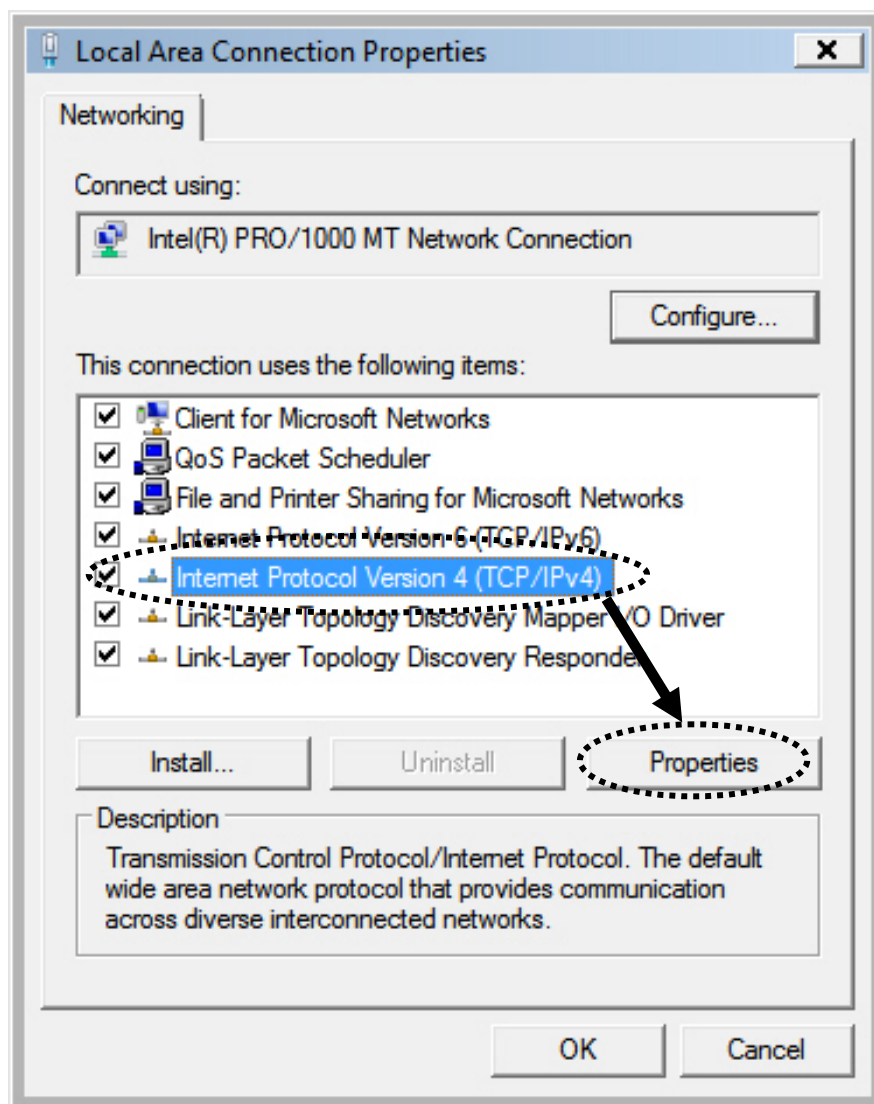 Local Area Connection Properties
Networking
Connect using:
Intel(R) PRO/1000 MT Network Connection
Configure...
This connection uses the following items:
Client for Microsoft Networks
QoS Packet Scheduler
File and Printer Sharing for Microsoft Networks
Internet Protocol Version 6 (TCP/IPv6)
Internet Protocol Version 4 (TCP/IPv4)
Link-Layer Topology Discovery Mapper I/O Driver
Link-Layer Topology Discovery Responder
Install...
Uninstall
Properties
Description
Transmission Control Protocol/Internet Protocol. The default
wide area network protocol that provides communication
across diverse interconnected networks.
OK
Cancel